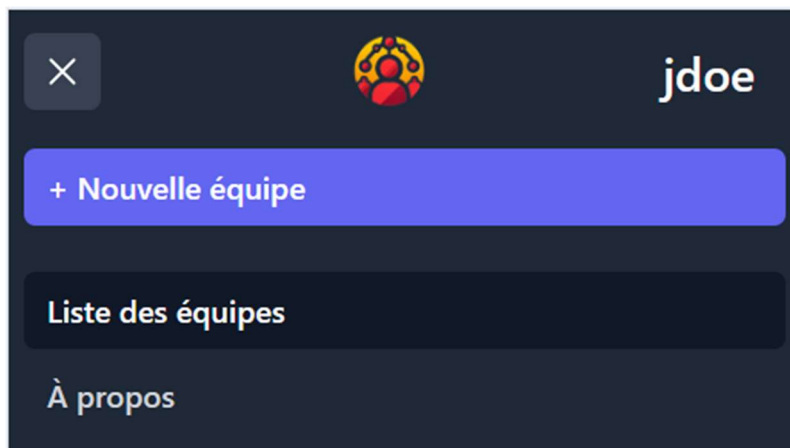 jdoe
+ Nouvelle équipe
Liste des équipes
À propos